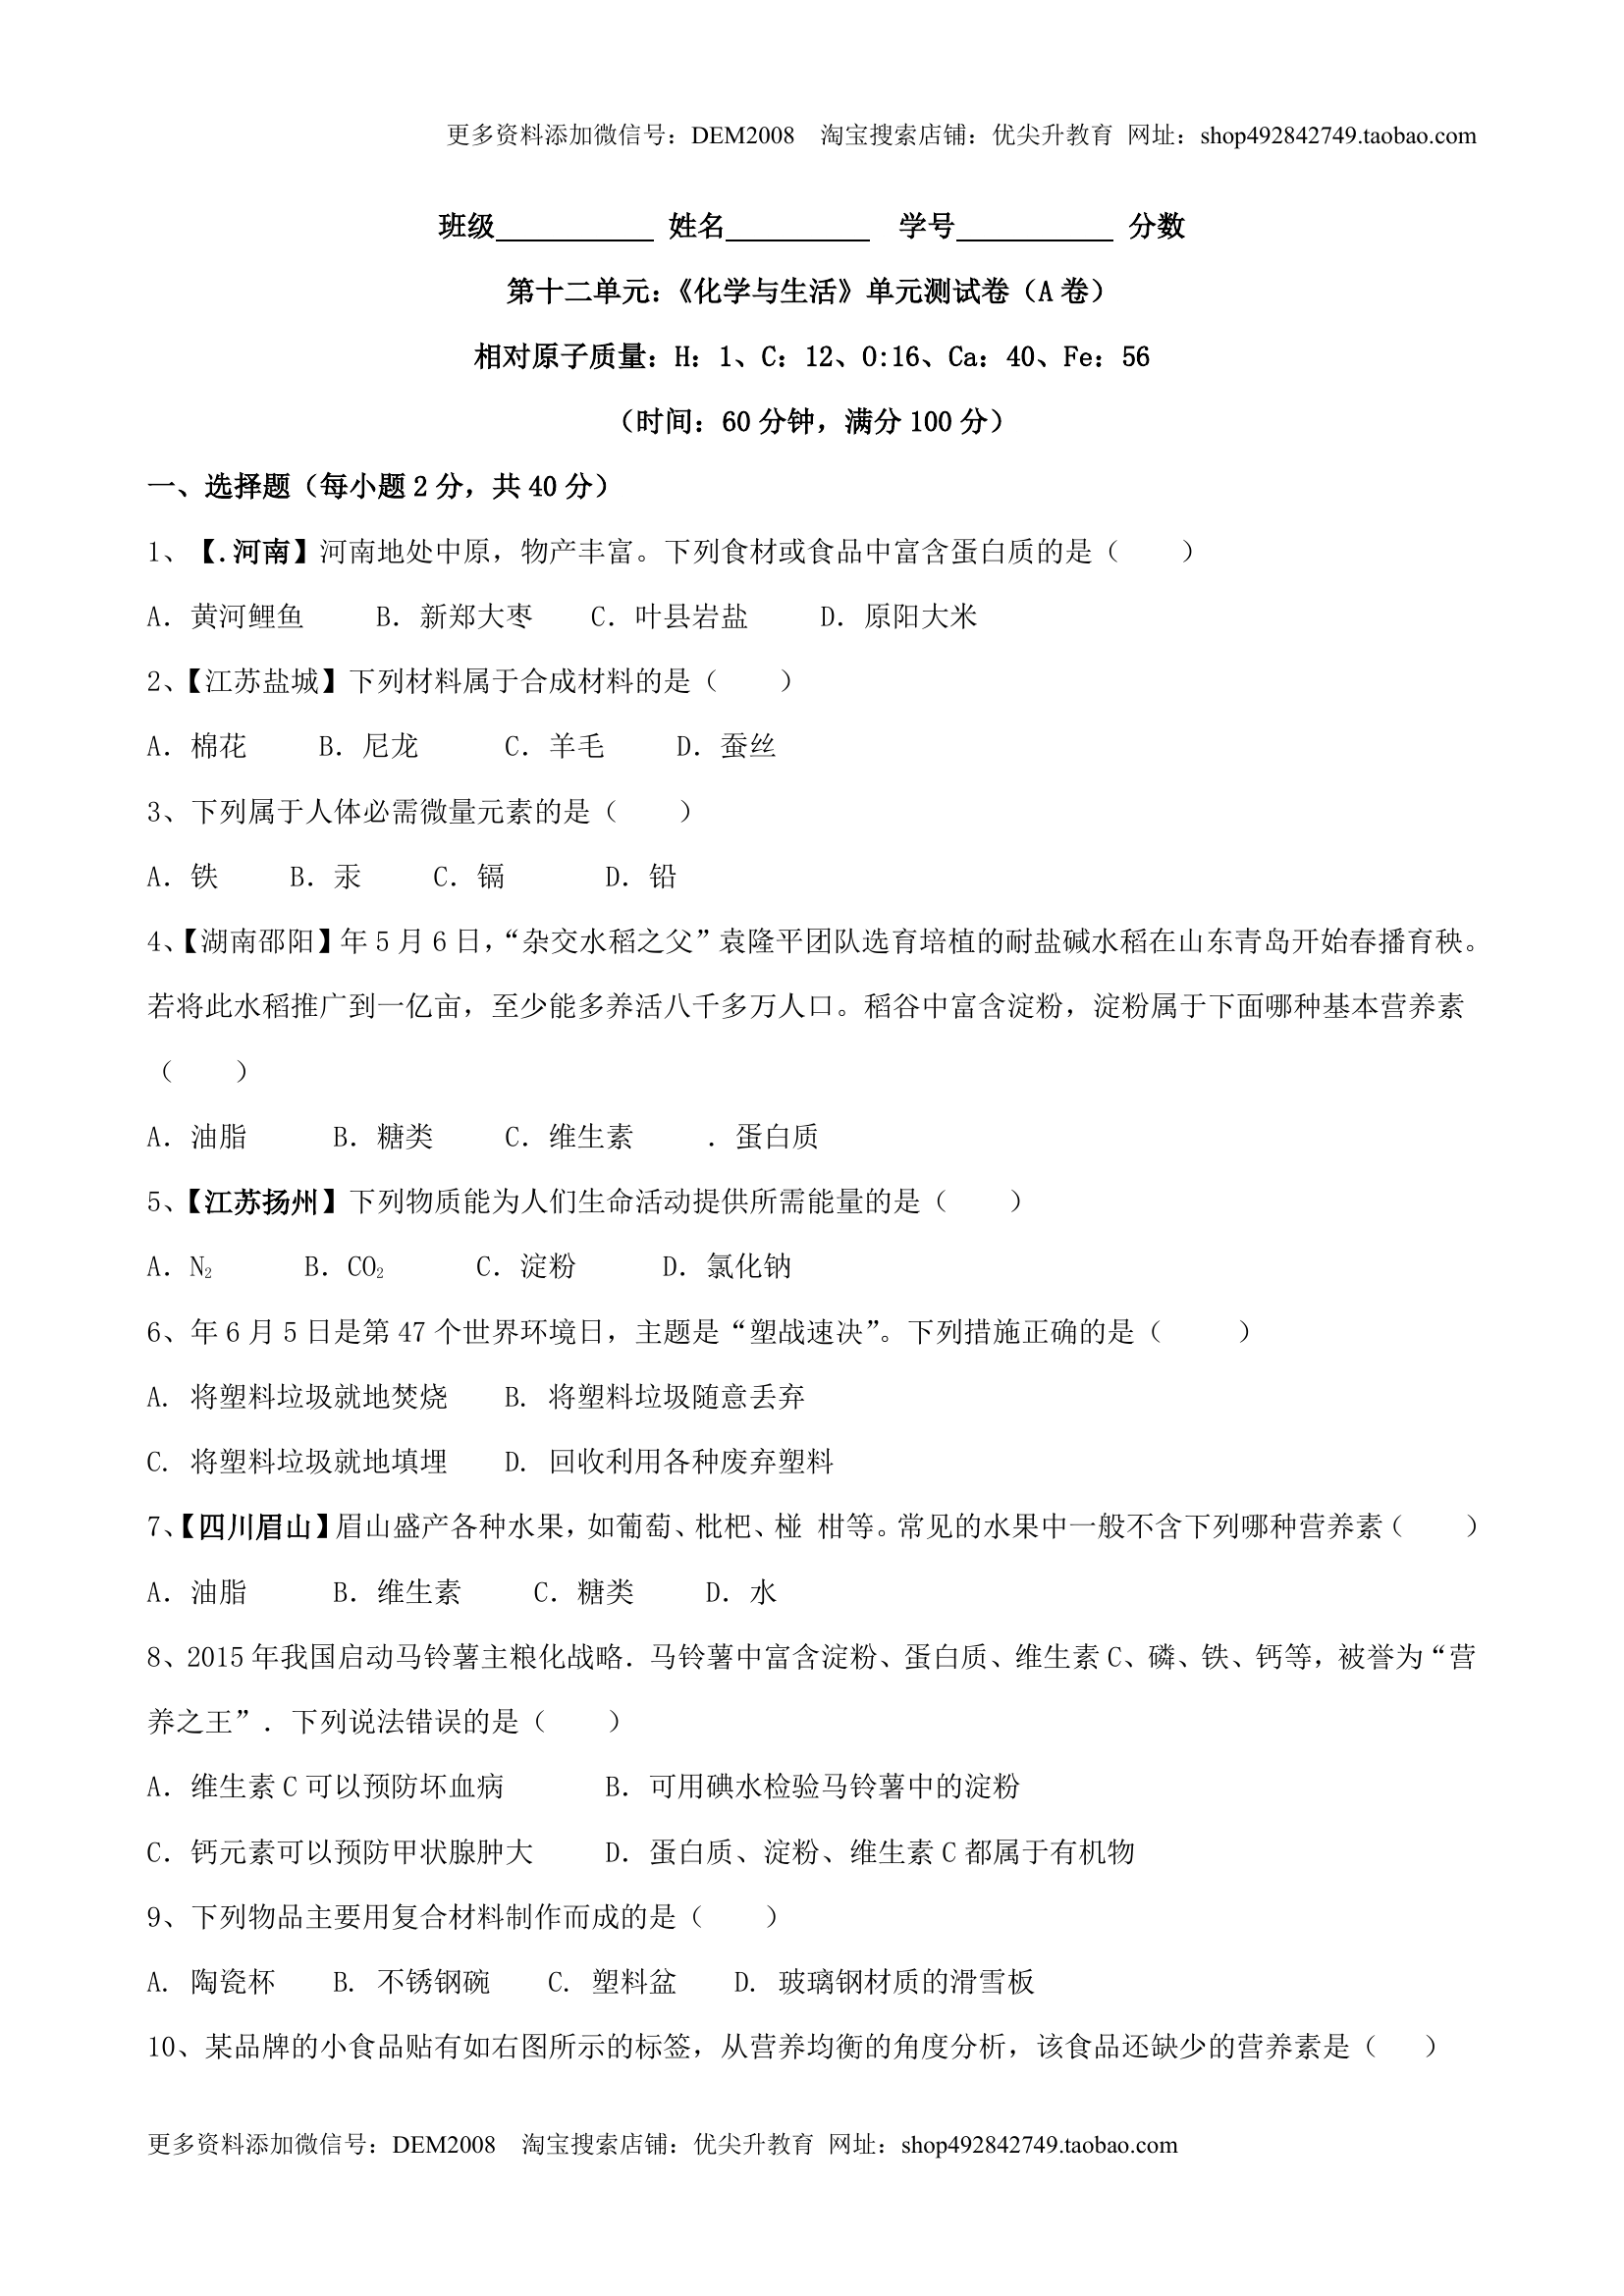 更多资料添加微信号：DEM2008 淘宝搜索店铺：优尖升教育 网址：shop492842749.taobao.com
班级__________ 姓名_________ 学号__________ 分数
第十二单元：《化学与生活》单元测试卷（A 卷）
相对原子质量：H：1、C：12、O:16、Ca：40、Fe：56
（时间：60 分钟，满分 100 分）
一、选择题（每小题 2 分，共 40 分）
1、【.河南】河南地处中原，物产丰富。下列食材或食品中富含蛋白质的是（ ）
A．黄河鲤鱼 B．新郑大枣 C．叶县岩盐 D．原阳大米
2、【江苏盐城】下列材料属于合成材料的是（ ）
A．棉花 B．尼龙 C．羊毛 D．蚕丝
3、下列属于人体必需微量元素的是（ ）
A．铁 B．汞 C．镉 D．铅
4、【湖南邵阳】年 5 月 6 日，“杂交水稻之父”袁隆平团队选育培植的耐盐碱水稻在山东青岛开始春播育秧。
若将此水稻推广到一亿亩，至少能多养活八千多万人口。稻谷中富含淀粉，淀粉属于下面哪种基本营养素
（ ）
A．油脂 B．糖类 C．维生素 ．蛋白质
5、【江苏扬州】下列物质能为人们生命活动提供所需能量的是（ ）
A．N₂ B．CO₂ C．淀粉 D．氯化钠
6、年 6 月 5 日是第 47 个世界环境日，主题是“塑战速决”。下列措施正确的是（ ）
A. 将塑料垃圾就地焚烧 B. 将塑料垃圾随意丢弃
C. 将塑料垃圾就地填埋 D. 回收利用各种废弃塑料
7、【四川眉山】眉山盛产各种水果，如葡萄、枇杷、椪 柑等。常见的水果中一般不含下列哪种营养素（ ）
A．油脂 B．维生素 C．糖类 D．水
8、2015 年我国启动马铃薯主粮化战略．马铃薯中富含淀粉、蛋白质、维生素 C、磷、铁、钙等，被誉为“营
养之王”．下列说法错误的是（ ）
A．维生素 C 可以预防坏血病 B．可用碘水检验马铃薯中的淀粉
C．钙元素可以预防甲状腺肿大 D．蛋白质、淀粉、维生素 C 都属于有机物
9、下列物品主要用复合材料制作而成的是（ ）
A. 陶瓷杯 B. 不锈钢碗 C. 塑料盆 D. 玻璃钢材质的滑雪板
10、某品牌的小食品贴有如右图所示的标签，从营养均衡的角度分析，该食品还缺少的营养素是（ ）
更多资料添加微信号：DEM2008 淘宝搜索店铺：优尖升教育 网址：shop492842749.taobao.com